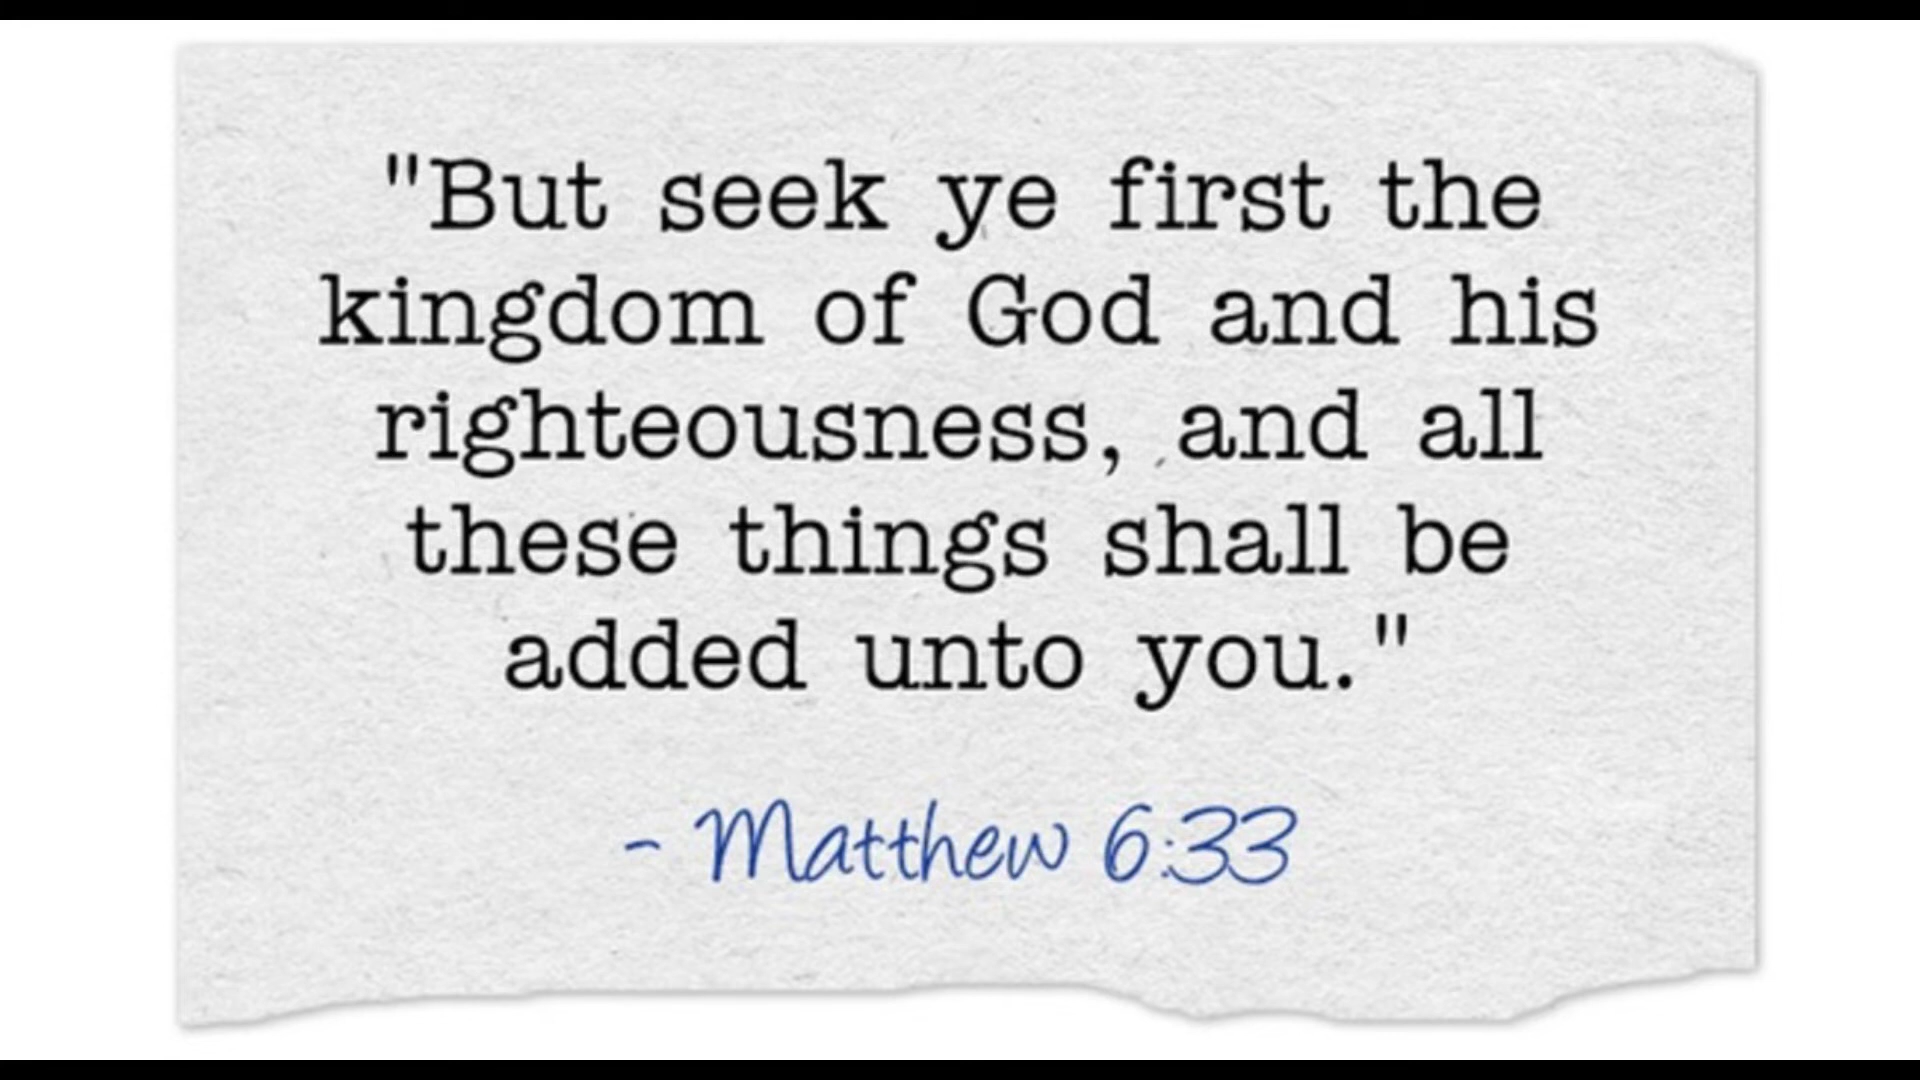 "But seek ye first the
kingdom of God and his
righteousness, and all
these things shall be
added unto you."
- Matthew 6:33